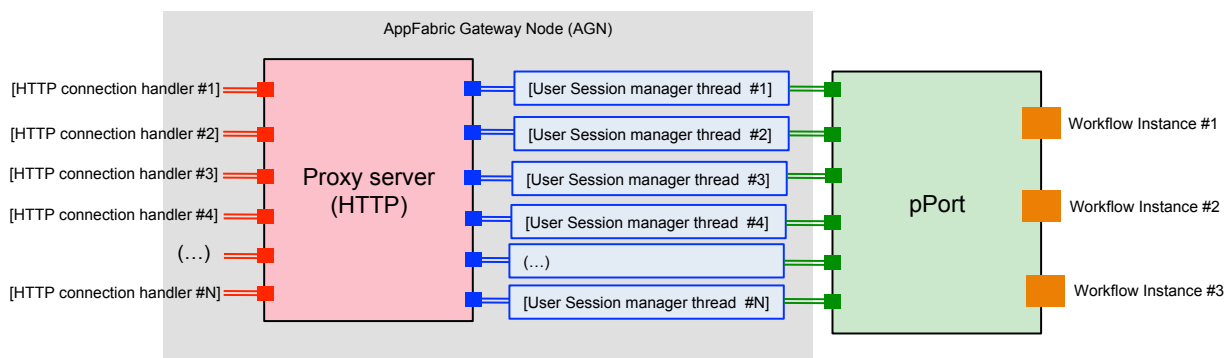 AppFabric Gateway Node (AGN)
[HTTP connection handler #1]
[HTTP connection handler #2]
[HTTP connection handler #3]
[HTTP connection handler #4]
(...)
[HTTP connection handler #N]
Proxy server
(HTTP)
[User Session manager thread  #1]
[User Session manager thread  #2]
[User Session manager thread  #3]
[User Session manager thread  #4]
(...)
[User Session manager thread  #N]
pPort
Workflow Instance #1
Workflow Instance #2
Workflow Instance #3